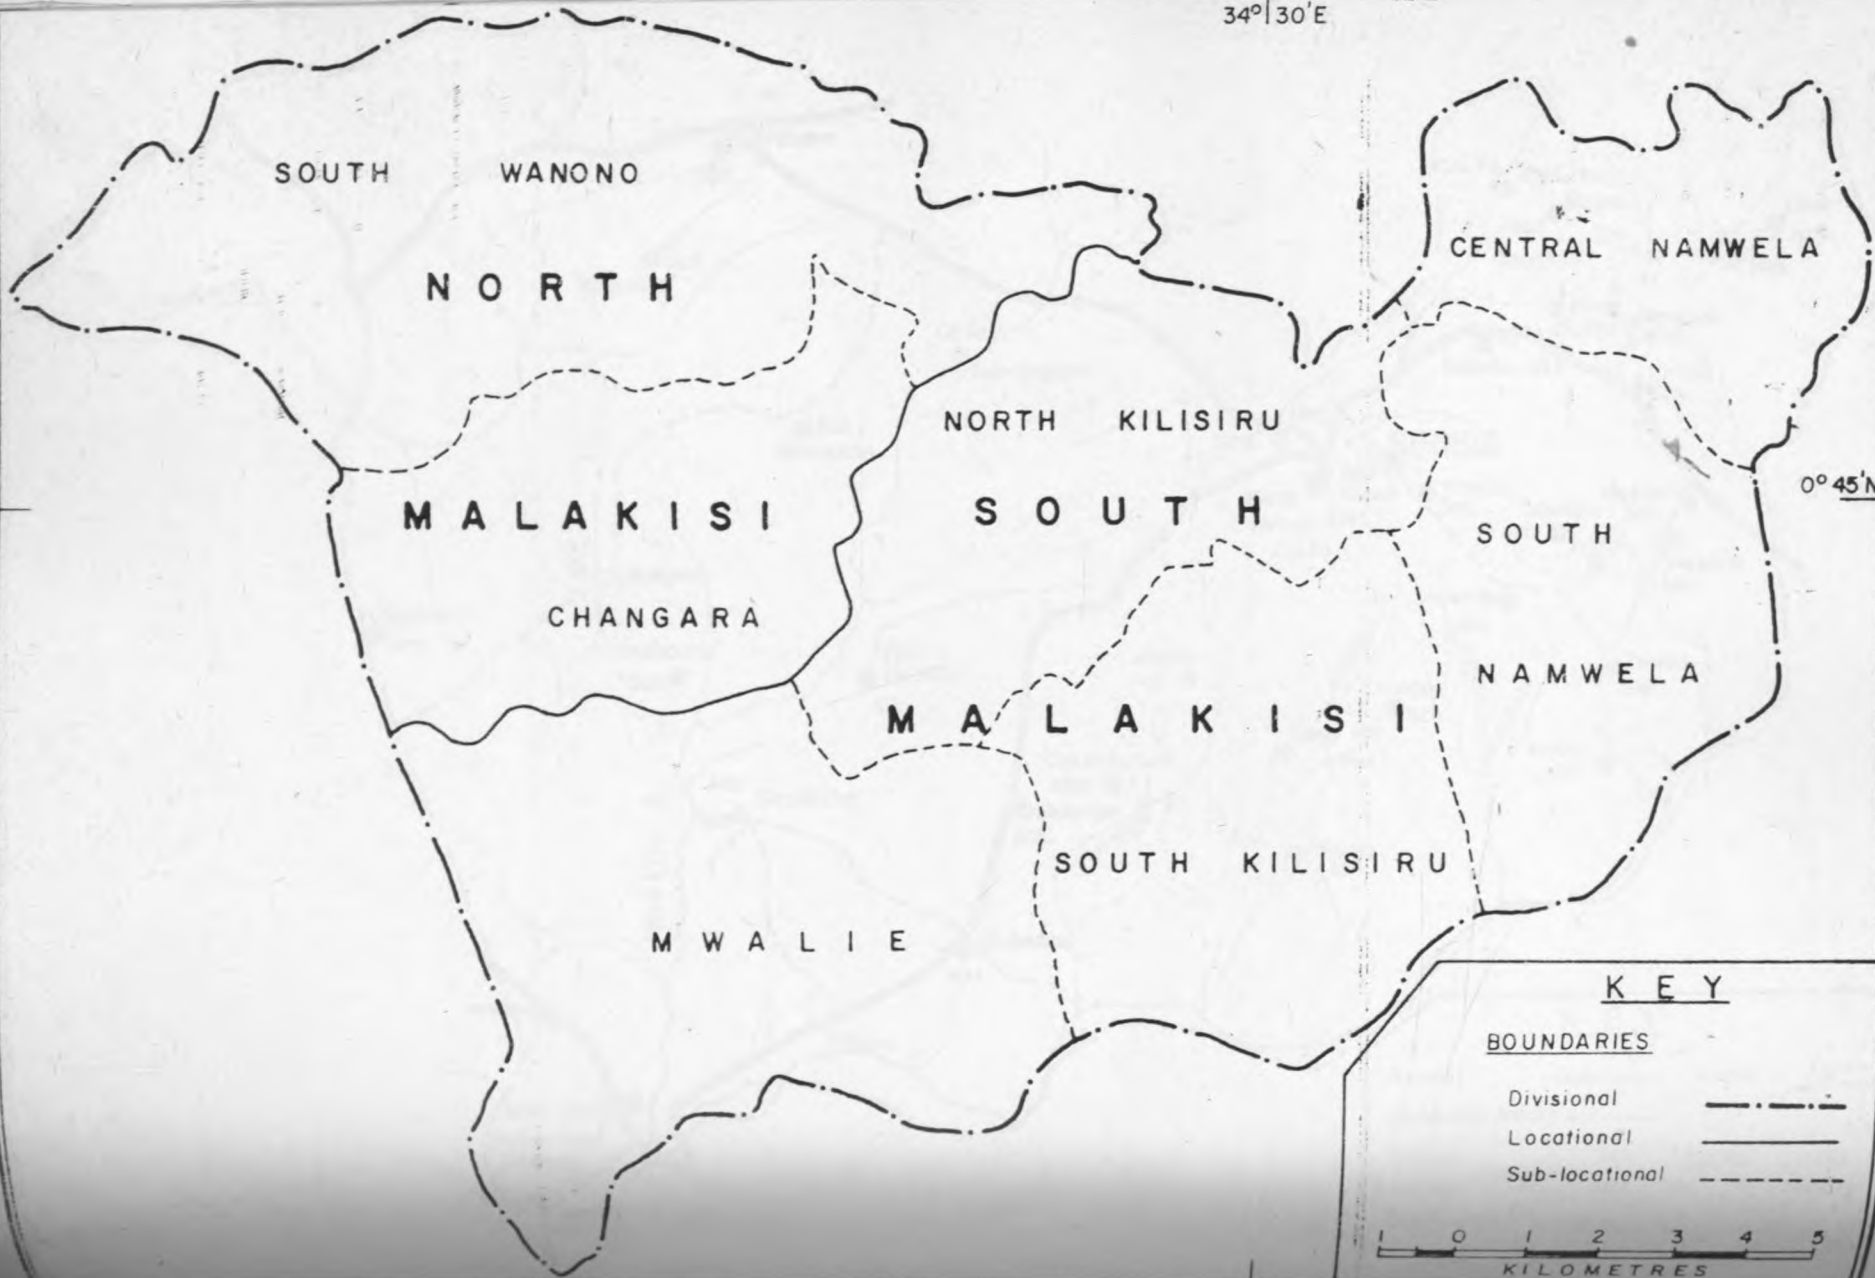 34°30'E
SOUTH WANONO
CENTRAL NAMWELA
NORTH
NORTH KILISIRU
0°45'N
MALAKISI
SOUTH
SOUTH
CHANGARA
NAMWELA
MALAKISI
SOUTH KILISIRU
MWALIE
KEY
BOUNDARIES
Divisional
Locational
Sub-locational
1 0 1 2 3 4 5
KILOMETRES